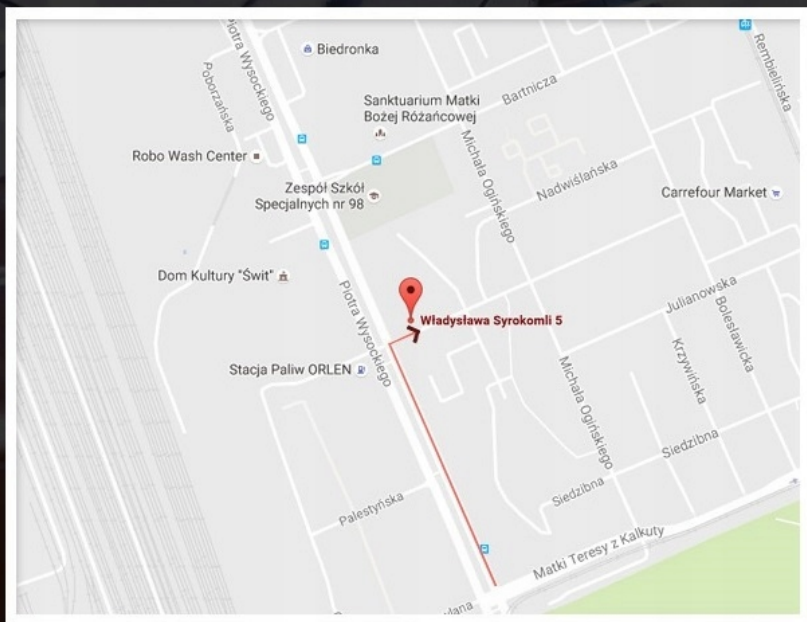 Piotra Wysockiego
Biedronka
Poborzańska
Sanktuarium Matki
Bożej Różańcowej
Bartnicza
Rembielińska
Robo Wash Center
Michała Ogińskiego
Nadwiślańska
Zespół Szkół
Specjalnych nr 98
Carrefour Market
Dom Kultury "Świt"
Piotra Wysockiego
Władysława Syrokomli 5
Julianowska
Bolesławicka
Krzywińska
Stacja Paliw ORLEN
Michała Ogińskiego
Siedzibna
Siedzibna
Palestyńska
Matki Teresy z Kalkuty